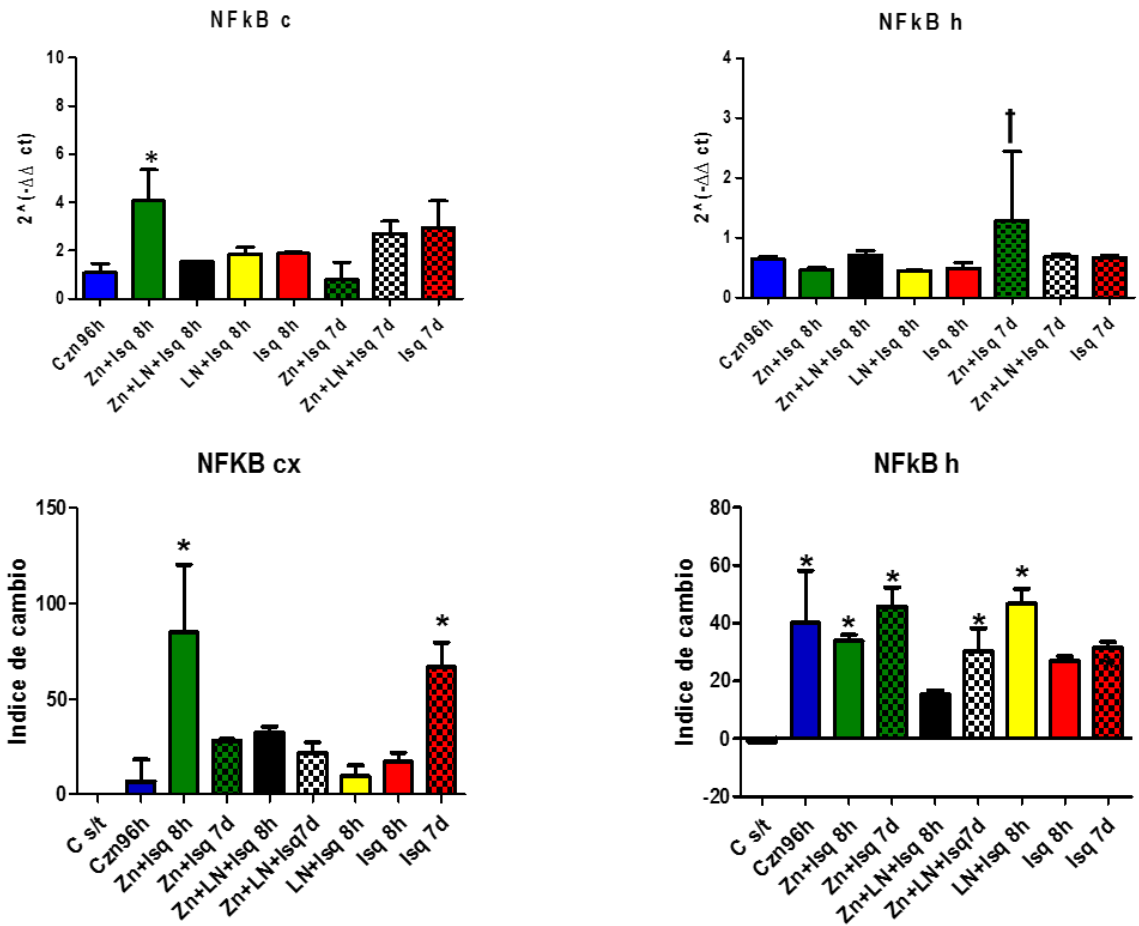 NFkB c
2^(-ΔΔ ct)
10
8
6
4
2
0
*
Czn96h
Zn+Isq 8h
Zn+LN+Isq 8h
LN+Isq 8h
Isq 8h
Zn+Isq 7d
Zn+LN+Isq 7d
Isq 7d
NFkB h
2^(-ΔΔ ct)
4
3
2
1
0
†
Czn96h
Zn+Isq 8h
Zn+LN+Isq 8h
LN+Isq 8h
Isq 8h
Zn+Isq 7d
Zn+LN+Isq 7d
Isq 7d
NFKB cx
Indice de cambio
150
100
50
0
*
*
C s/t
Czn96h
Zn+Isq 8h
Zn+Isq 7d
Zn+LN+Isq 8h
Zn+LN+Isq7d
LN+Isq 8h
Isq 8h
Isq 7d
NFkB h
Indice de cambio
80
60
40
20
0
-20
*
*
*
*
*
*
C s/t
Czn96h
Zn+Isq 8h
Zn+Isq 7d
Zn+LN+Isq 8h
Zn+LN+Isq7d
LN+Isq 8h
Isq 8h
Isq 7d